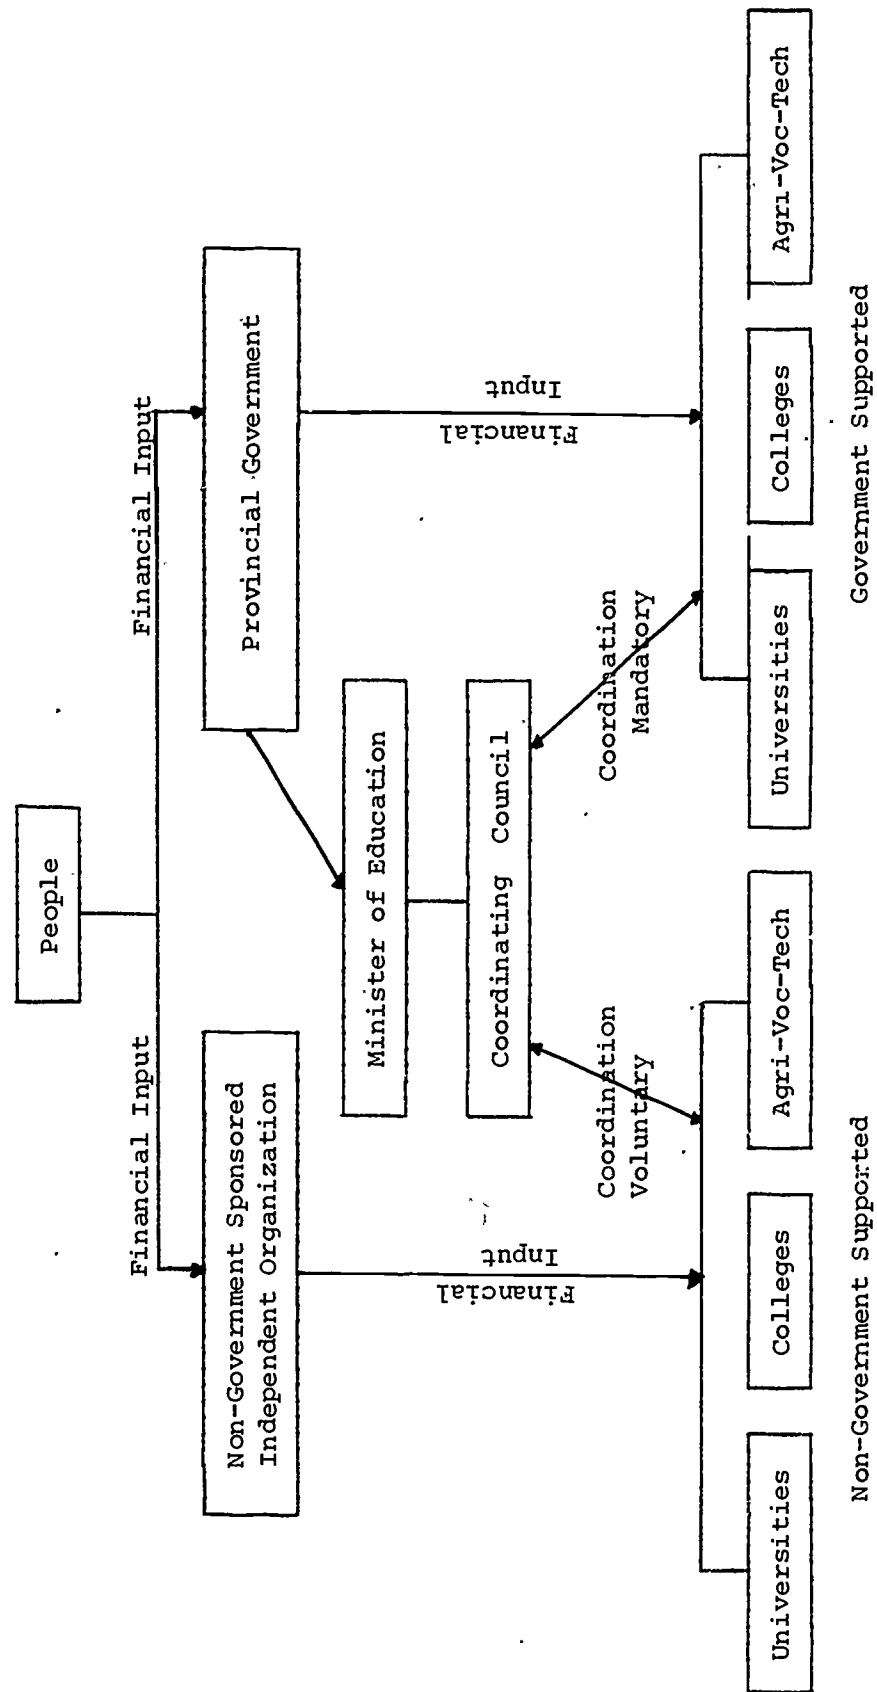 People
Financial Input
Financial Input
Non-Government Sponsored
Independent Organization
Provincial Government
Minister of Education
Coordinating Council
Financial
Input
Financial
Input
Coordination
Voluntary
Coordination
Mandatory
Universities
Colleges
Agri-Voc-Tech
Universities
Colleges
Agri-Voc-Tech
Non-Government Supported
Government Supported